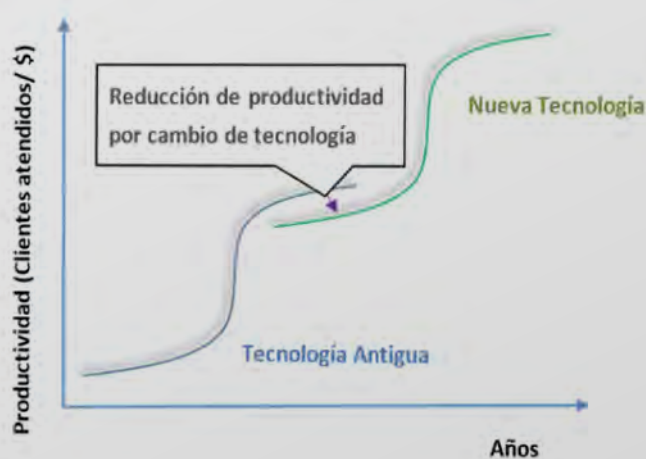 Productividad (Clientes atendidos/ $)
Reducción de productividad
por cambio de tecnología
Nueva Tecnología
Tecnología Antigua
Años